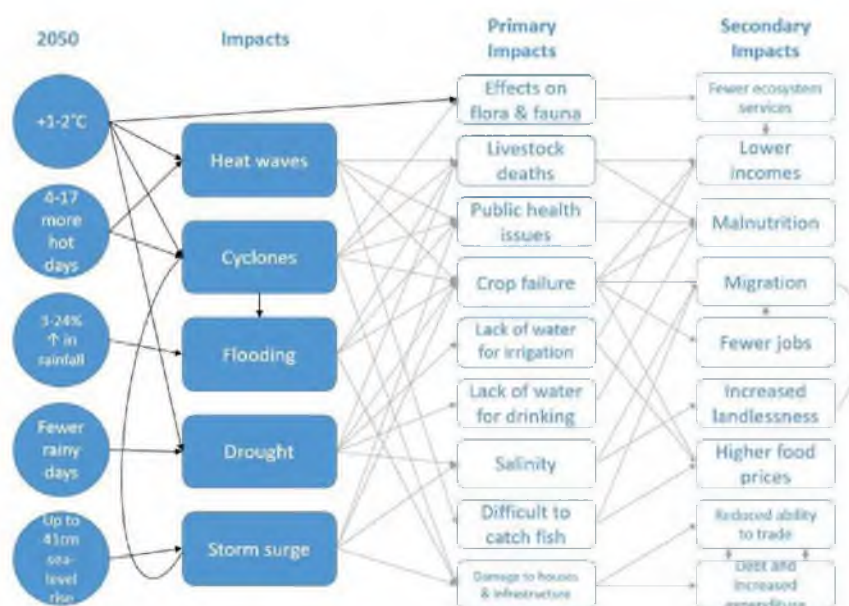 2050
Impacts
Primary
Impacts
Secondary
Impacts
+1-2°C
4-17
more
hot
days
3-24%
↑ in
rainfall
Fewer
rainy
days
Up to
41cm
sea-
level
rise
Heat waves
Cyclones
Flooding
Drought
Storm surge
Effects on
flora & fauna
Livestock
deaths
Public health
issues
Crop failure
Lack of water
for irrigation
Lack of water
for drinking
Salinity
Difficult to
catch fish
Damage to houses
& infrastructure
Fewer ecosystem
services
Lower
incomes
Malnutrition
Migration
Fewer jobs
Increased
landlessness
Higher food
prices
Reduced ability
to trade
Debt and
increased
expenditure